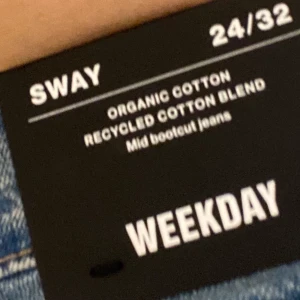 SWAY 24/32
ORGANIC COTTON
RECYCLED COTTON BLEND
Mid bootcut jeans
WEEKDAY